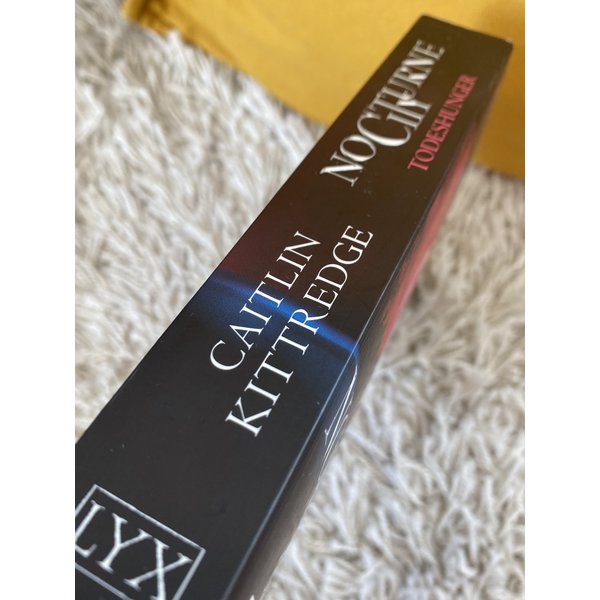 NOCTURNE
CITY
TODESHUNGER
CAITLIN
KITTREDGE
LYX